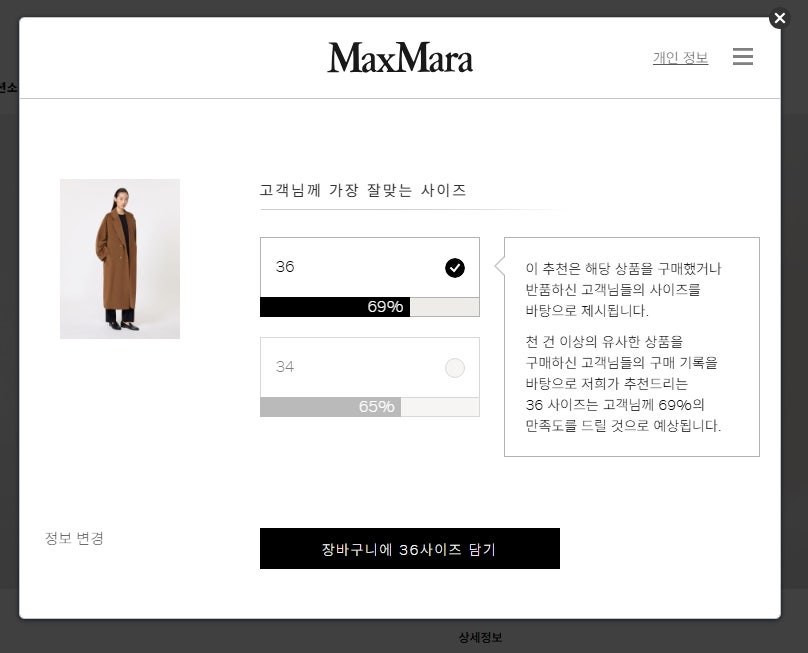 MaxMara
개인 정보
션소
고객님께 가장 잘맞는 사이즈
36
69%
34
65%
이 추천은 해당 상품을 구매했거나
반품하신 고객님들의 사이즈를
바탕으로 제시됩니다.
천 건 이상의 유사한 상품을
구매하신 고객님들의 구매 기록을
바탕으로 저희가 추천드리는
36 사이즈는 고객님께 69%의
만족도를 드릴 것으로 예상됩니다.
정보 변경
장바구니에 36사이즈 담기
상세정보